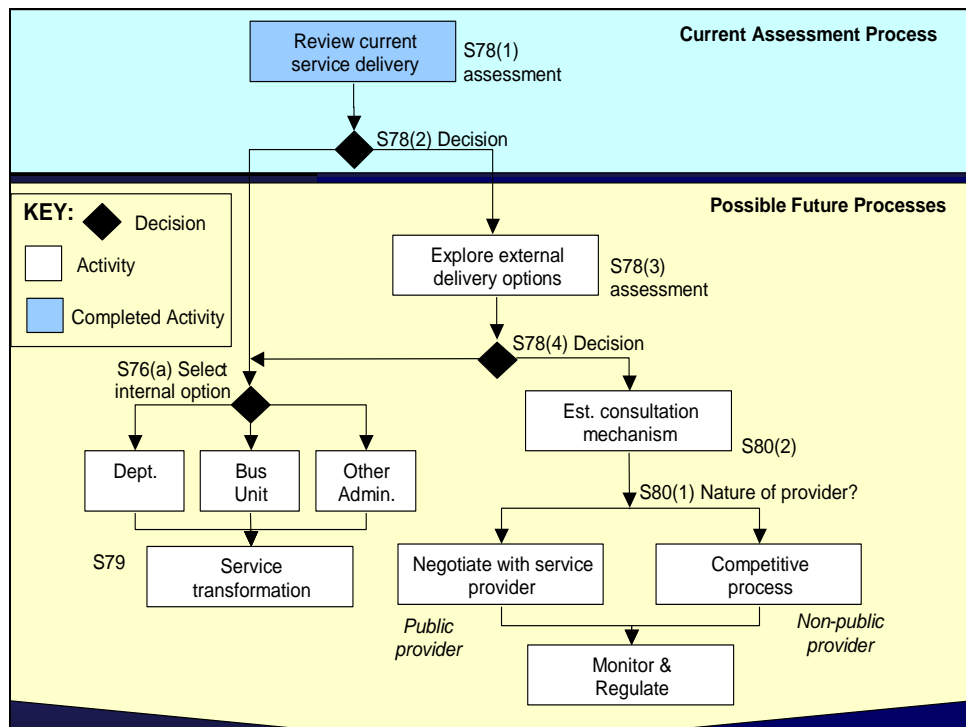 Current Assessment Process
Review current
service delivery
S78(1)
assessment
S78(2) Decision
KEY:
Decision
Activity
Completed Activity
Possible Future Processes
Explore external
delivery options
S78(3)
assessment
S78(4) Decision
S76(a) Select
internal option
Est. consultation
mechanism
S80(2)
Dept.
Bus
Unit
Other
Admin.
S80(1) Nature of provider?
S79
Service
transformation
Negotiate with service
provider
Competitive
process
Public
provider
Non-public
provider
Monitor &
Regulate